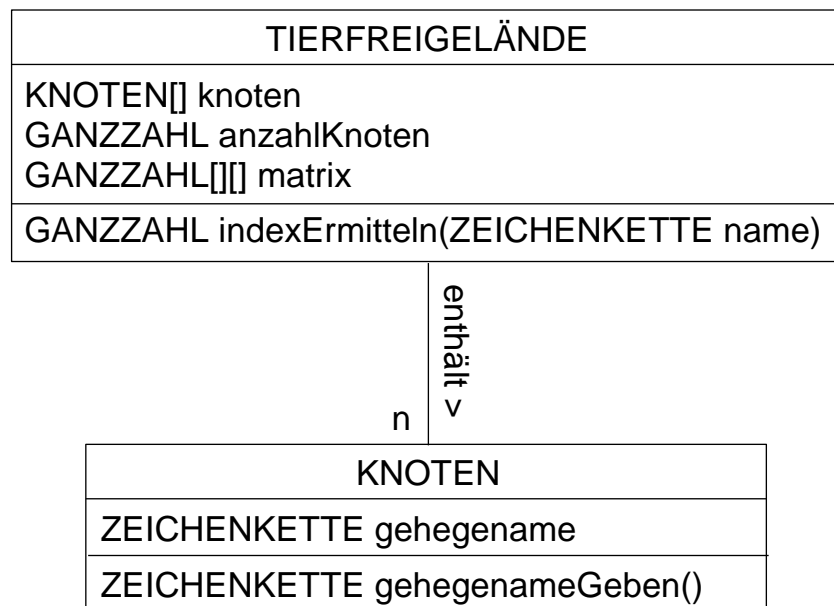 TIERFREIGELÄNDE
KNOTEN[] knoten
GANZZAHL anzahlKnoten
GANZZAHL[][] matrix
GANZZAHL indexErmitteln(ZEICHENKETTE name)
enthält >
n
KNOTEN
ZEICHENKETTE gehegename
ZEICHENKETTE gehegenameGeben()